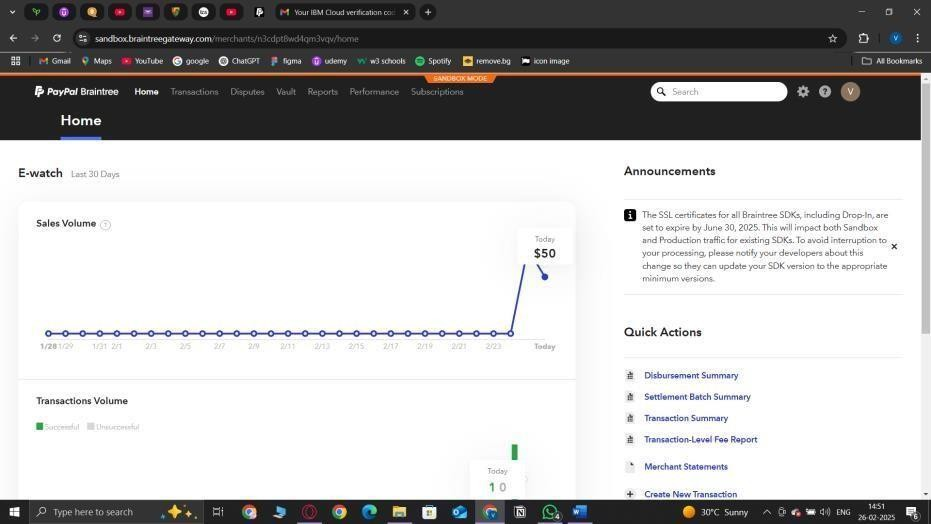 Your IBM Cloud verification cod
sandbox.braintreegateway.com/merchants/n3cdpt8wd4qm3vqv/home
Gmail Maps YouTube google ChatGPT figma udemy w3 schools Spotify remove.bg icon image All Bookmarks
SANDBOX MODE
PayPal Braintree Home Transactions Disputes Vault Reports Performance Subscriptions Search V
Home
E-watch Last 30 Days
Announcements
The SSL certificates for all Braintree SDKs, including Drop-In, are
set to expire by June 30, 2025. This will impact both Sandbox
and Production traffic for existing SDKs. To avoid interruption to
your processing, please notify your developers about this
change so they can update your SDK version to the appropriate
minimum versions.
Sales Volume ?
Today
$50
1/28 1/29 1/31 2/1 2/3 2/5 2/7 2/9 2/11 2/13 2/15 2/17 2/19 2/21 2/23 Today
Quick Actions
Disbursement Summary
Settlement Batch Summary
Transaction Summary
Transaction-Level Fee Report
Merchant Statements
Create New Transaction
Transactions Volume
Successful Unsuccessful
Today
1 0
Type here to search
30°C Sunny ENG
14:51
26-02-2025